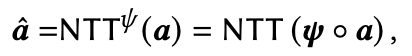 â =NTT^ψ(a) = NTT (ψ ∘ a) ,